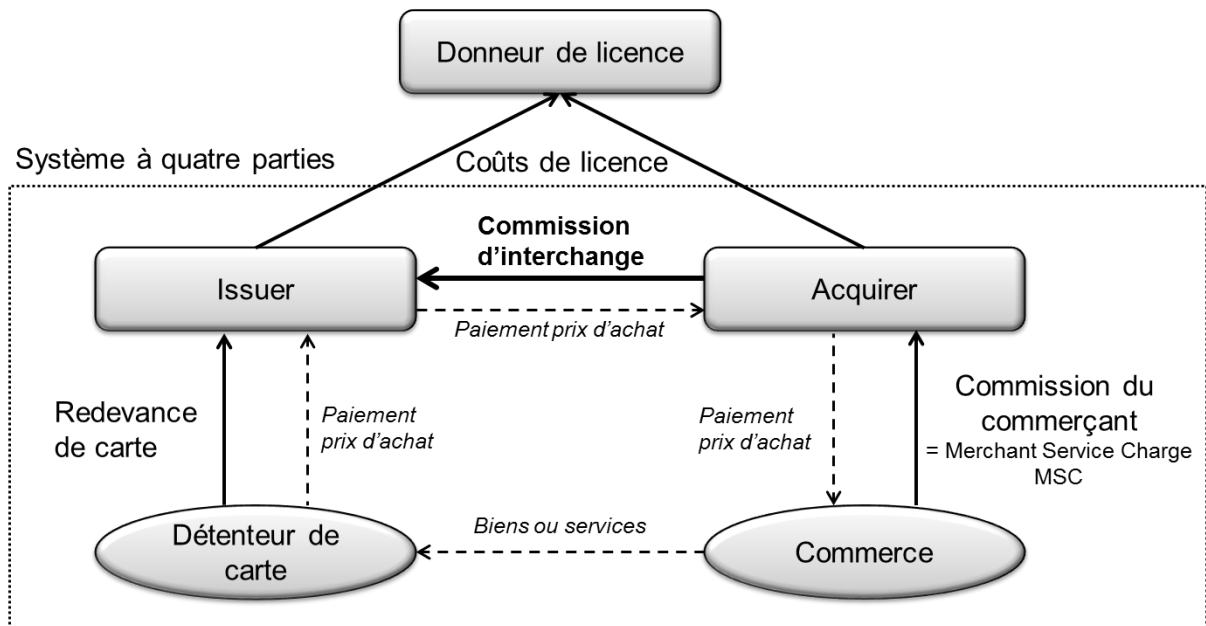 Donneur de licence
Système à quatre parties
Coûts de licence
Commission
d’interchange
Issuer
Acquirer
Paiement prix d’achat
Redevance
de carte
Paiement
prix d’achat
Paiement
prix d’achat
Commission du
commerçant
= Merchant Service Charge
MSC
Détenteur de
carte
Biens ou services
Commerce